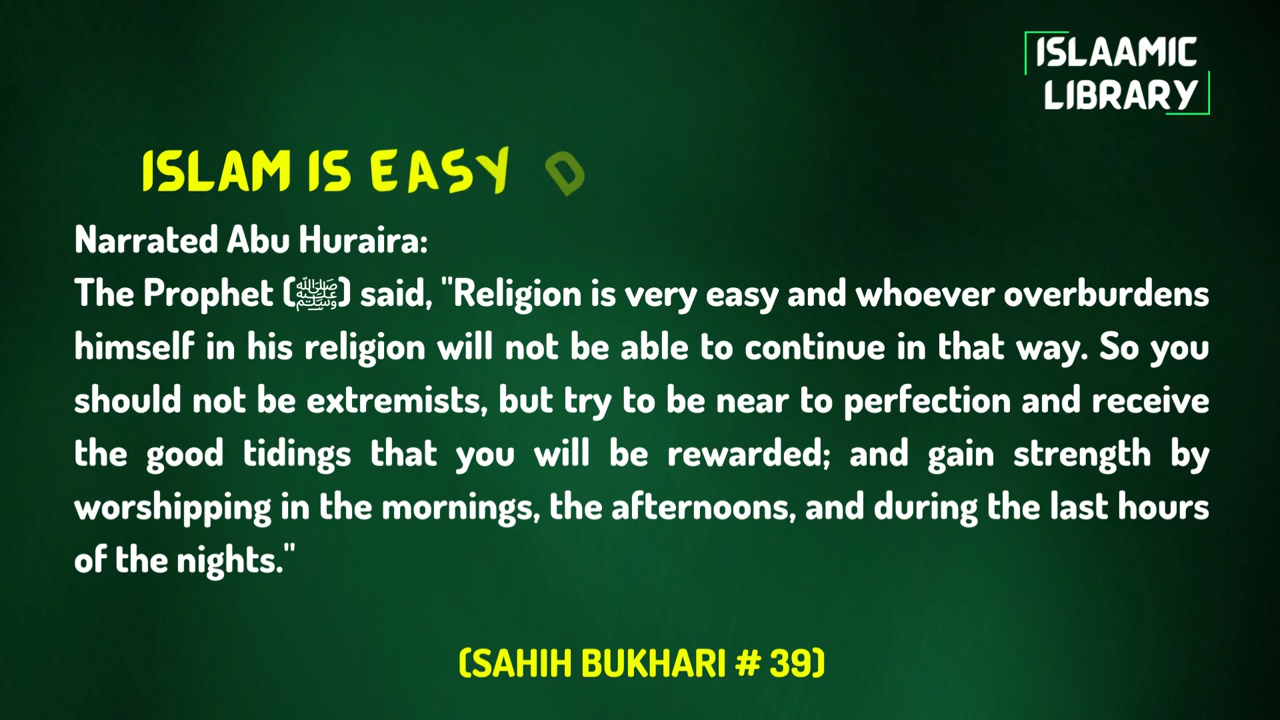 ISLAAMIC
LIBRARY
ISLAM IS EASY D
Narrated Abu Huraira:
The Prophet (ﷺ) said, "Religion is very easy and whoever overburdens
himself in his religion will not be able to continue in that way. So you
should not be extremists, but try to be near to perfection and receive
the good tidings that you will be rewarded; and gain strength by
worshipping in the mornings, the afternoons, and during the last hours
of the nights."
(SAHIH BUKHARI # 39)